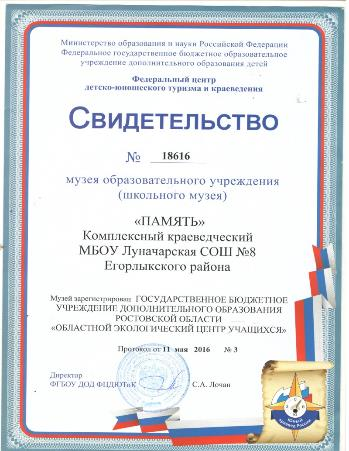 Министерство образования и науки Российской Федерации
Федеральное государственное бюджетное образовательное
учреждение дополнительного образования детей
Федеральный центр
детско-юношеского туризма и краеведения
Свидетельство
№ 18616
музея образовательного учреждения
(школьного музея)
«ПАМЯТЬ»
Комплексный краеведческий
МБОУ Луначарская СОШ №8
Егорлыкского района
Музей зарегистрирован ГОСУДАРСТВЕННОЕ БЮДЖЕТНОЕ
УЧРЕЖДЕНИЕ ДОПОЛНИТЕЛЬНОГО ОБРАЗОВАНИЯ
РОСТОВСКОЙ ОБЛАСТИ
«ОБЛАСТНОЙ ЭКОЛОГИЧЕСКИЙ ЦЕНТР УЧАЩИХСЯ»
Протокол от 11 мая 2016 № 3
Директор
ФГБОУ ДОД ФЦДЮТиК
С.А. Лочан
Юный